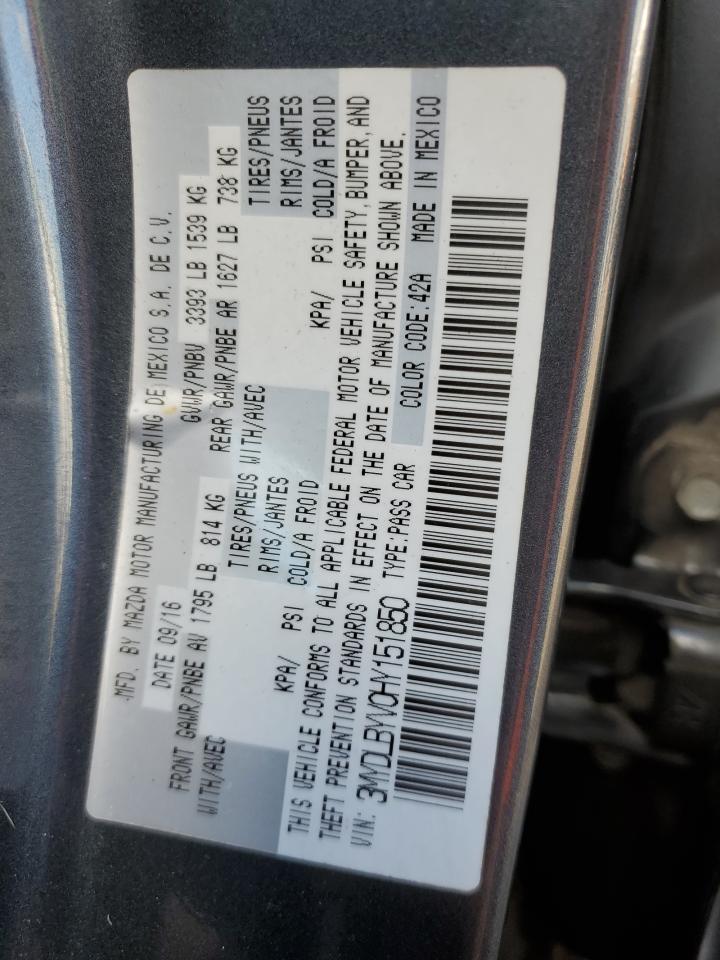 MFD. BY MAZDA MOTOR MANUFACTURING DE MEXICO S.A. DE C.V.
DATE 09/16 GVWR/PNBV 3393 LB 1539 KG
FRONT GAWR/PNBE AV 1795 LB 814 KG REAR GAWR/PNBE AR 1627 LB 738 KG
WITH/AVEC TIRES/PNEUS WITH/AVEC TIRES/PNEUS
RIMS/JANTES RIMS/JANTES
KPA/ PSI COLD/A FROID KPA/ PSI COLD/A FROID
THIS VEHICLE CONFORMS TO ALL APPLICABLE FEDERAL MOTOR VEHICLE SAFETY, BUMPER, AND
THEFT PREVENTION STANDARDS IN EFFECT ON THE DATE OF MANUFACTURE SHOWN ABOVE.
VIN: 3MYDLBYV0HY151850 TYPE:PASS CAR COLOR CODE:42A MADE IN MEXICO